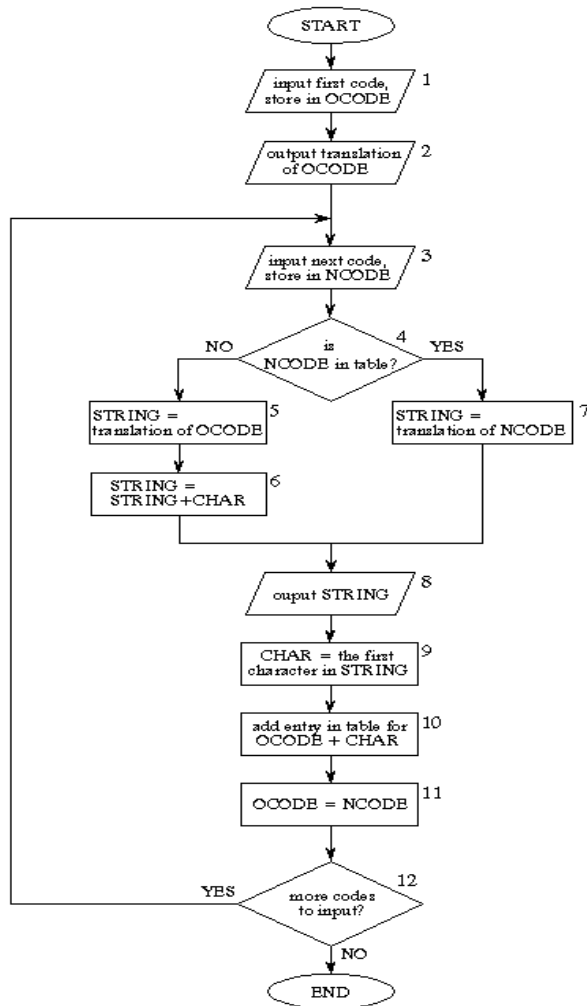 START
1
input first code,
store in OCODE
2
output translation
of OCODE
3
input next code,
store in NCODE
4
is
NCODE in table?
NO
YES
5
STRING =
translation of OCODE
7
STRING =
translation of NCODE
6
STRING =
STRING+CHAR
8
ouput STRING
9
CHAR = the first
character in STRING
10
add entry in table for
OCODE + CHAR
11
OCODE = NCODE
12
YES
more codes
to input?
NO
END